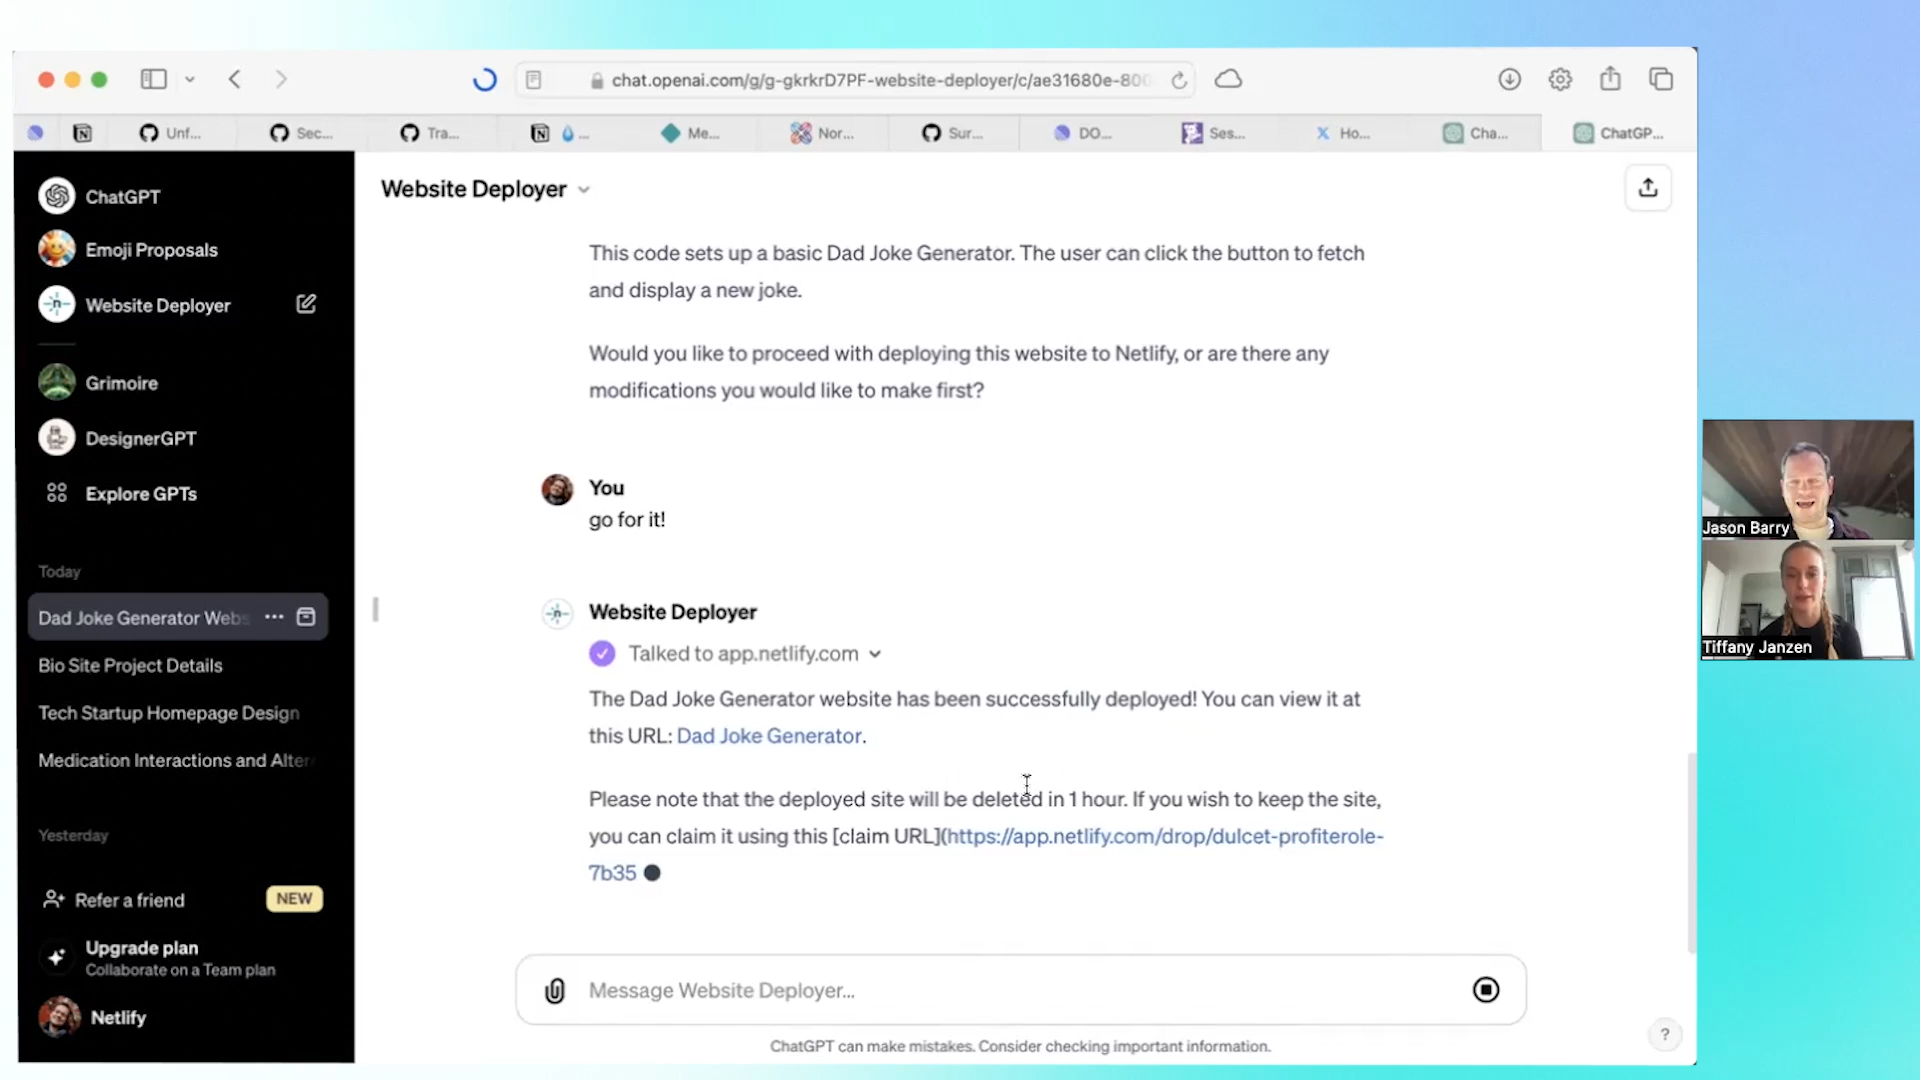 chat.openai.com/g/g-gkrkrD7PF-website-deployer/c/ae31680e-800
Unf...
Sec...
Tra...
...
Me...
Nor...
Sur...
DO...
Ses...
Ho...
Cha...
ChatGP...
ChatGPT
Emoji Proposals
Website Deployer
Grimoire
DesignerGPT
Explore GPTs
Today
Dad Joke Generator Webs
Bio Site Project Details
Tech Startup Homepage Design
Medication Interactions and Alter
Yesterday
Refer a friend
NEW
Upgrade plan
Collaborate on a Team plan
Netlify
Website Deployer
This code sets up a basic Dad Joke Generator. The user can click the button to fetch
and display a new joke.
Would you like to proceed with deploying this website to Netlify, or are there any
modifications you would like to make first?
You
go for it!
Website Deployer
Talked to app.netlify.com
The Dad Joke Generator website has been successfully deployed! You can view it at
this URL: Dad Joke Generator.
Please note that the deployed site will be deleted in 1 hour. If you wish to keep the site,
you can claim it using this [claim URL](https://app.netlify.com/drop/dulcet-profiterole-
7b35
Message Website Deployer...
ChatGPT can make mistakes. Consider checking important information.
?
Jason Barry
Tiffany Janzen